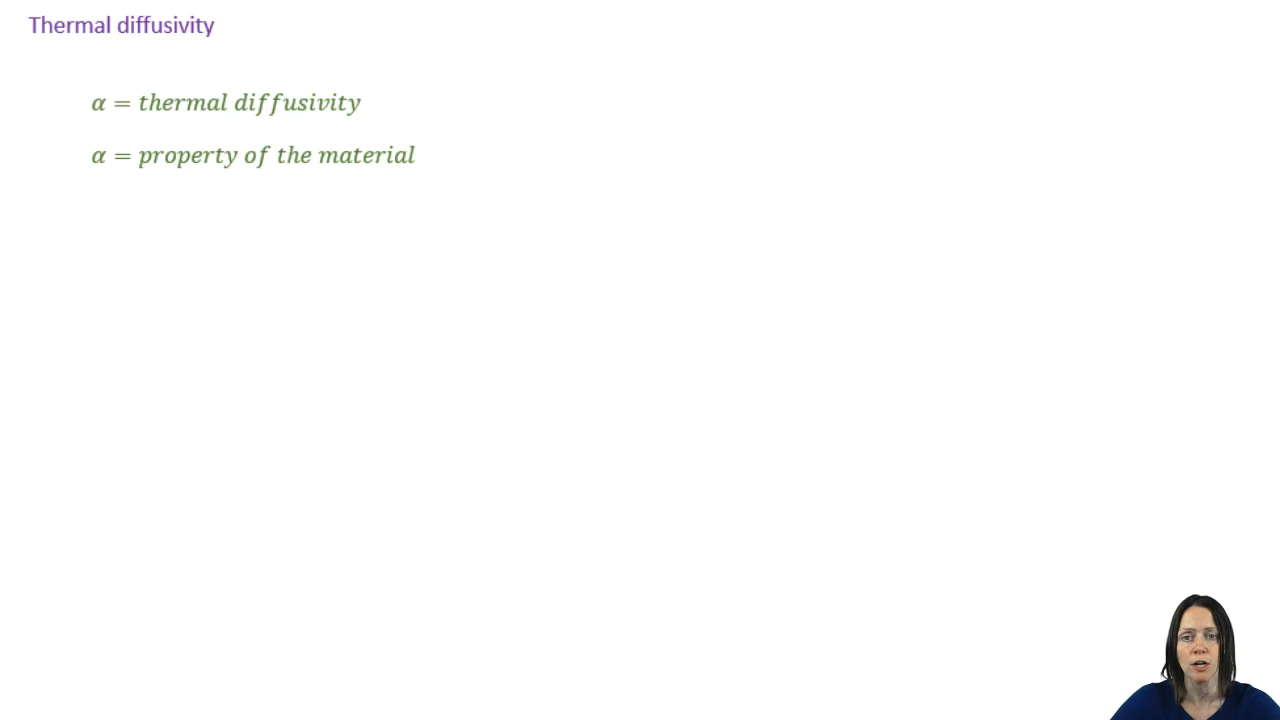 Thermal diffusivity
α = thermal diffusivity
α = property of the material